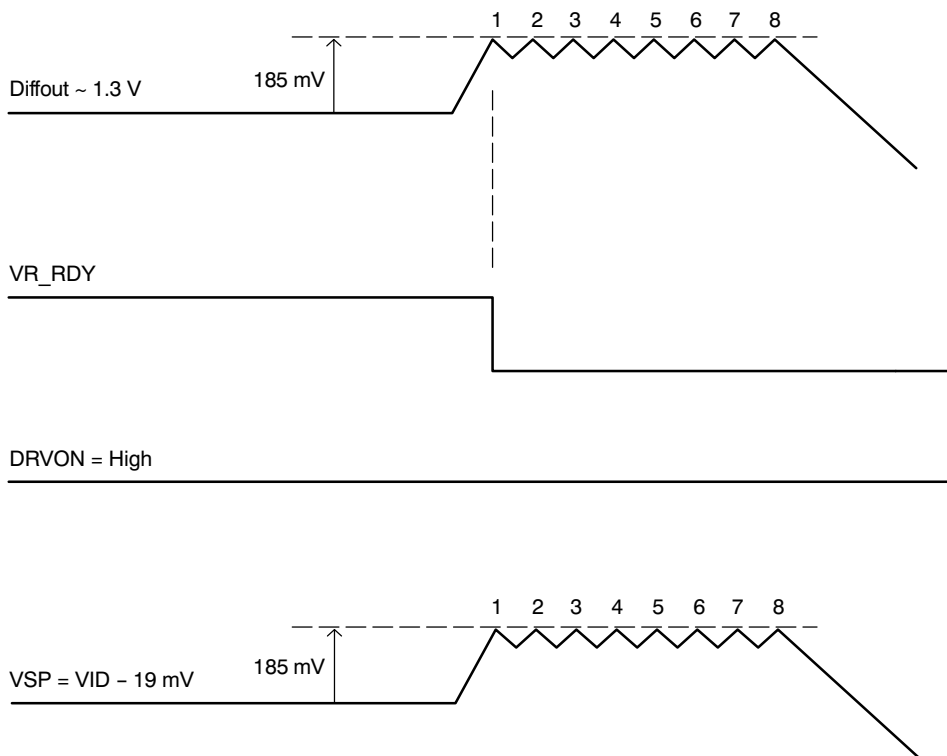 1 2 3 4 5 6 7 8
185 mV
Diffout ~ 1.3 V
VR_RDY
DRVON = High
1 2 3 4 5 6 7 8
185 mV
VSP = VID – 19 mV